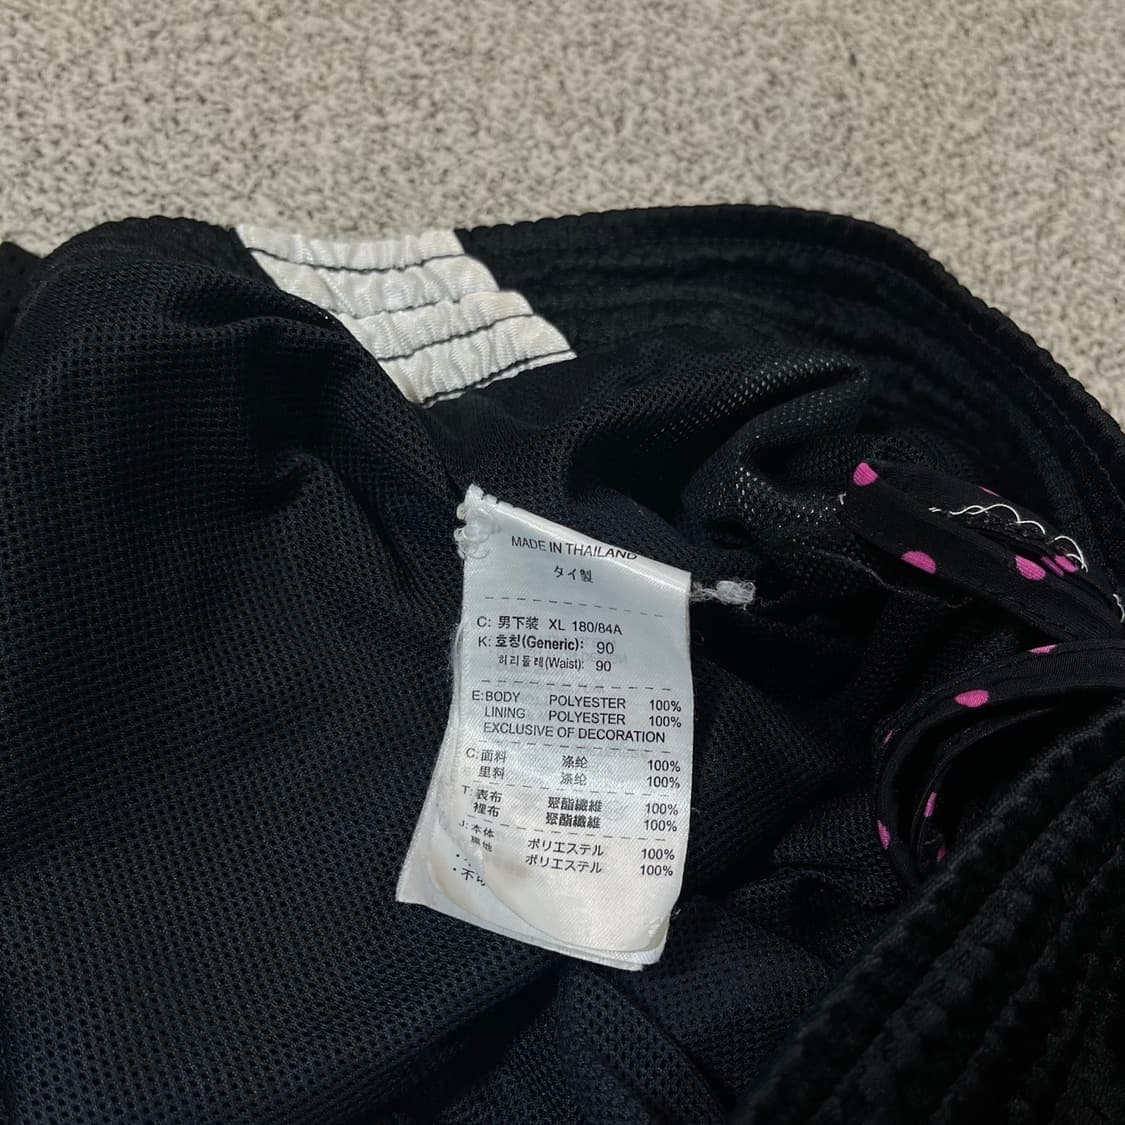 MADE IN THAILAND
タイ製
C: 男下装 XL 180/84A
K: 호칭(Generic): 90
허리둘레(Waist): 90
E: BODY POLYESTER 100%
LINING POLYESTER 100%
EXCLUSIVE OF DECORATION
C: 面料 涤纶 100%
里料 涤纶 100%
T: 表布 聚酯纖維 100%
裡布 聚酯纖維 100%
J: 本体 ポリエステル 100%
裏地 ポリエステル 100%